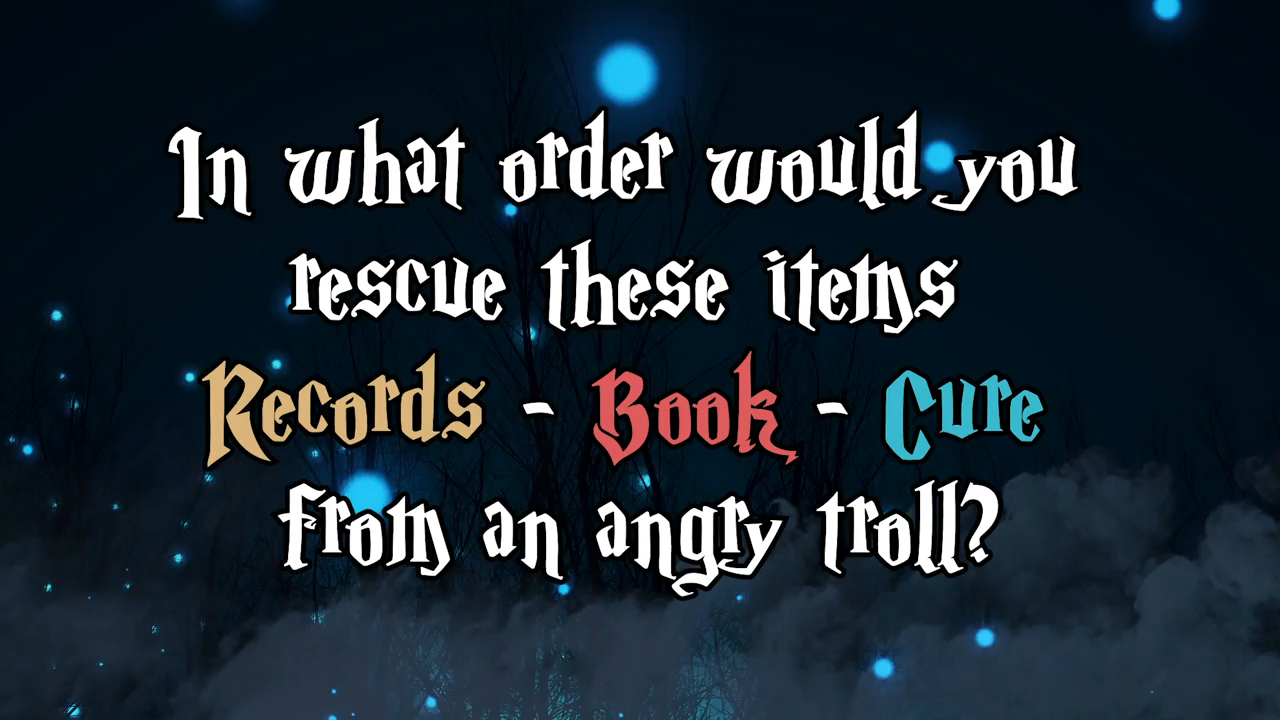 In what order would you
rescue these items
Records - Book - Cure
from an angry troll?